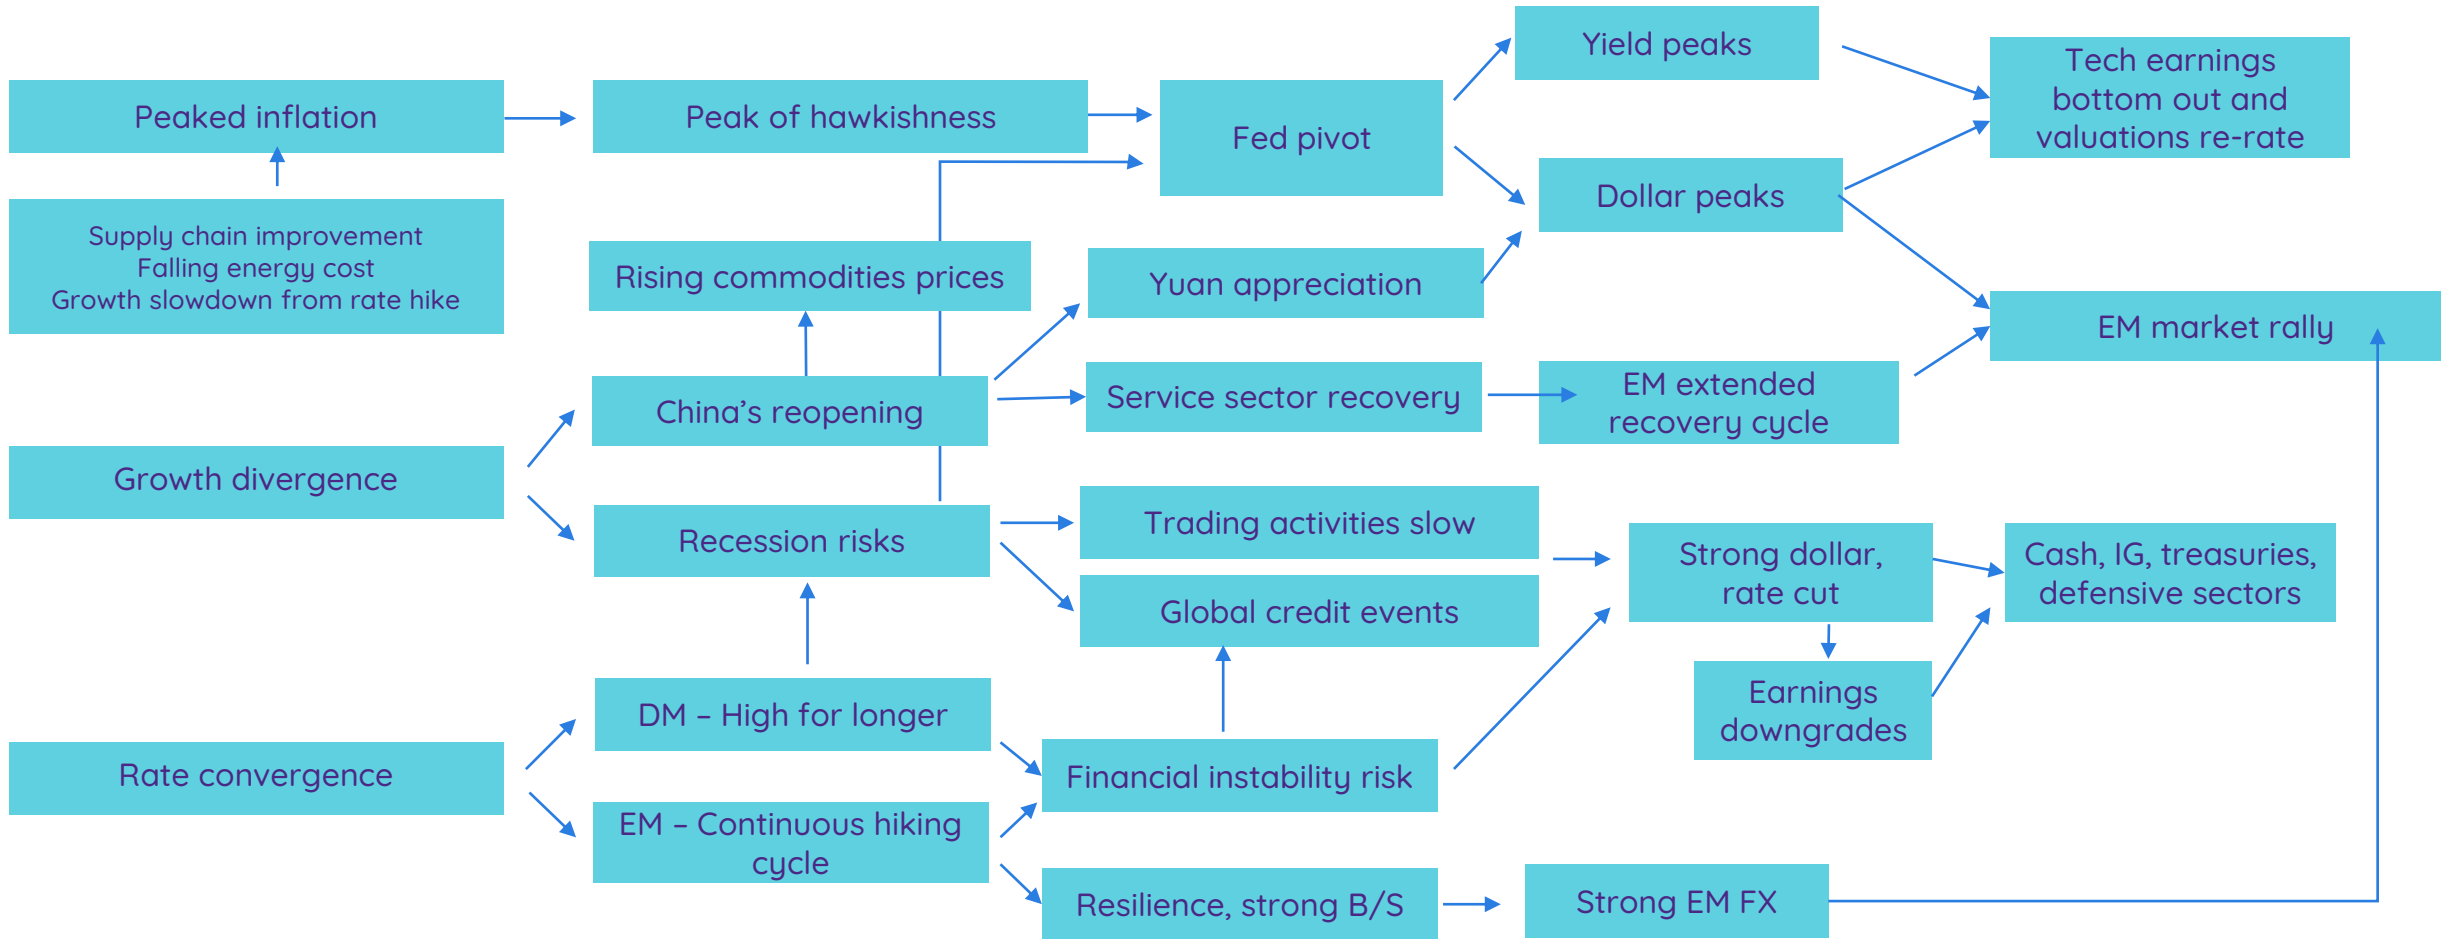 Peaked inflation
Supply chain improvement
Falling energy cost
Growth slowdown from rate hike
Growth divergence
Rate convergence
Peak of hawkishness
Rising commodities prices
China’s reopening
Recession risks
DM – High for longer
EM – Continuous hiking
cycle
Fed pivot
Yuan appreciation
Service sector recovery
Trading activities slow
Global credit events
Financial instability risk
Resilience, strong B/S
Yield peaks
Dollar peaks
EM extended
recovery cycle
Strong dollar,
rate cut
Earnings
downgrades
Strong EM FX
Tech earnings
bottom out and
valuations re-rate
EM market rally
Cash, IG, treasuries,
defensive sectors